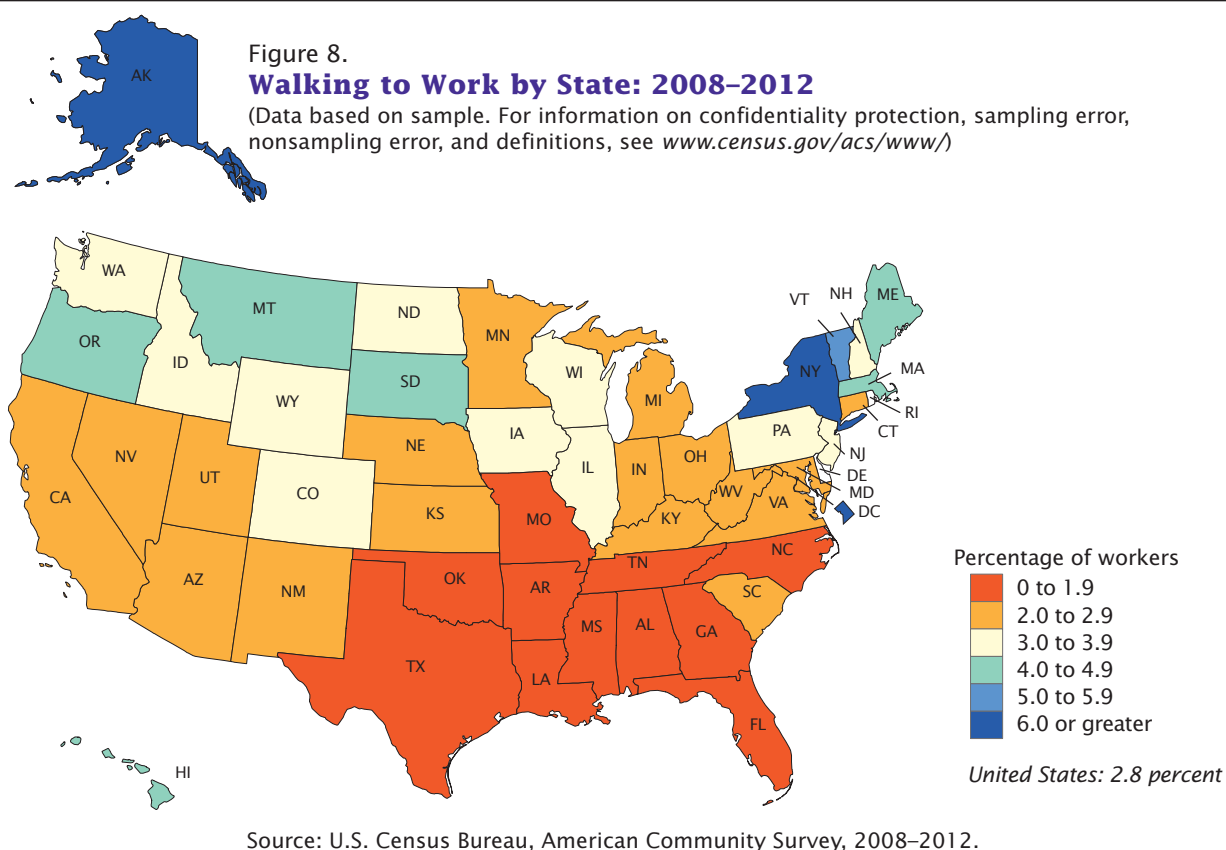 AK
Figure 8.
Walking to Work by State: 2008–2012
(Data based on sample. For information on confidentiality protection, sampling error,
nonsampling error, and definitions, see www.census.gov/acs/www/)
WA
MT
ND
MN
VT
NH
ME
OR
ID
SD
WI
NY
MA
WY
MI
RI
IA
PA
CT
NE
NV
UT
CO
IL
IN
OH
NJ
DE
MD
DC
CA
KS
WV
VA
KY
MO
NC
TN
AZ
NM
OK
AR
SC
MS
AL
GA
TX
LA
FL
HI
Percentage of workers
0 to 1.9
2.0 to 2.9
3.0 to 3.9
4.0 to 4.9
5.0 to 5.9
6.0 or greater
United States: 2.8 percent
Source: U.S. Census Bureau, American Community Survey, 2008–2012.